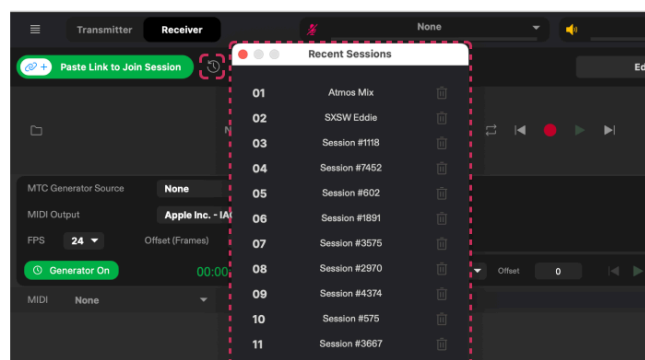 Transmitter Receiver None
Recent Sessions
Paste Link to Join Session Ed
01 Atmos Mix
02 SXSW Eddie
N
03 Session #1118
04 Session #7452
MTC Generator Source None 05 Session #602
MIDI Output Apple Inc. - IAC 06 Session #1891
FPS 24 Offset (Frames) 07 Session #3575
Generator On 00:00 08 Session #2970 Offset 0
MIDI None 09 Session #4374
10 Session #575
11 Session #3667